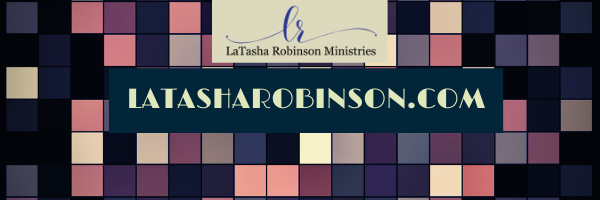 lr
LaTasha Robinson Ministries
LATASHAROBINSON.COM